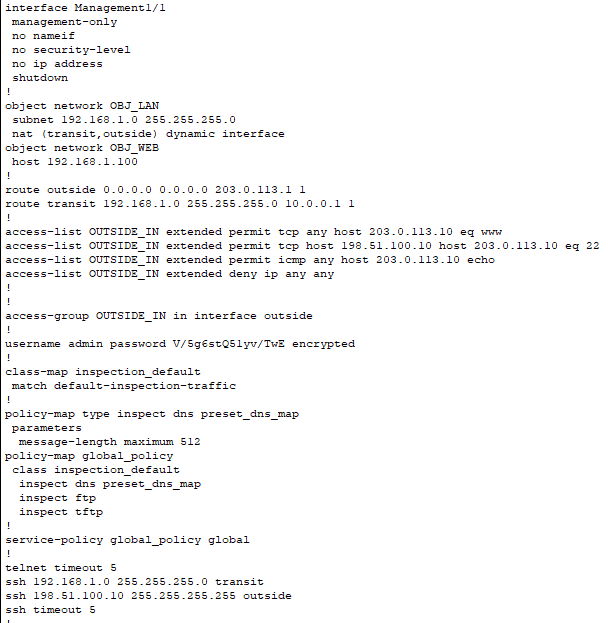 interface Management1/1
 management-only
 no nameif
 no security-level
 no ip address
 shutdown
!
object network OBJ_LAN
 subnet 192.168.1.0 255.255.255.0
 nat (transit,outside) dynamic interface
object network OBJ_WEB
 host 192.168.1.100
!
route outside 0.0.0.0 0.0.0.0 203.0.113.1 1
route transit 192.168.1.0 255.255.255.0 10.0.0.1 1
!
access-list OUTSIDE_IN extended permit tcp any host 203.0.113.10 eq www
access-list OUTSIDE_IN extended permit tcp host 198.51.100.10 host 203.0.113.10 eq 22
access-list OUTSIDE_IN extended permit icmp any host 203.0.113.10 echo
access-list OUTSIDE_IN extended deny ip any any
!
!
access-group OUTSIDE_IN in interface outside
!
username admin password V/5g6stQ5lyv/TwE encrypted
!
class-map inspection_default
 match default-inspection-traffic
!
policy-map type inspect dns preset_dns_map
 parameters
  message-length maximum 512
policy-map global_policy
 class inspection_default
  inspect dns preset_dns_map
  inspect ftp
  inspect tftp
!
service-policy global_policy global
!
telnet timeout 5
ssh 192.168.1.0 255.255.255.0 transit
ssh 198.51.100.10 255.255.255.255 outside
ssh timeout 5
!